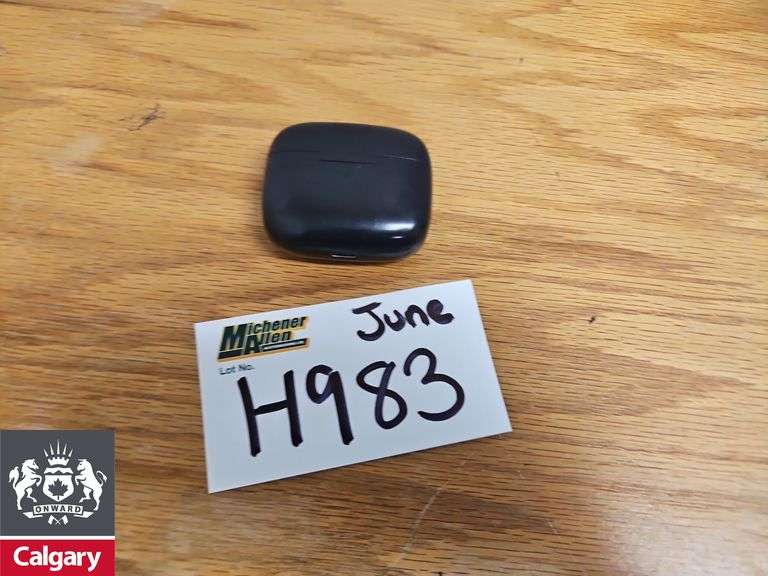 Michener
Allen
June
Lot No.
H983
ONWARD
Calgary